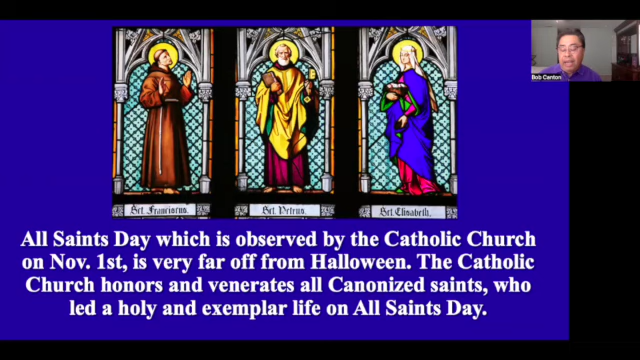 Bob Canton
Sct. Franciscus
Sct. Petrus
Sct. Elisabeth.
All Saints Day which is observed by the Catholic Church
on Nov. 1st, is very far off from Halloween. The Catholic
Church honors and venerates all Canonized saints, who
led a holy and exemplar life on All Saints Day.